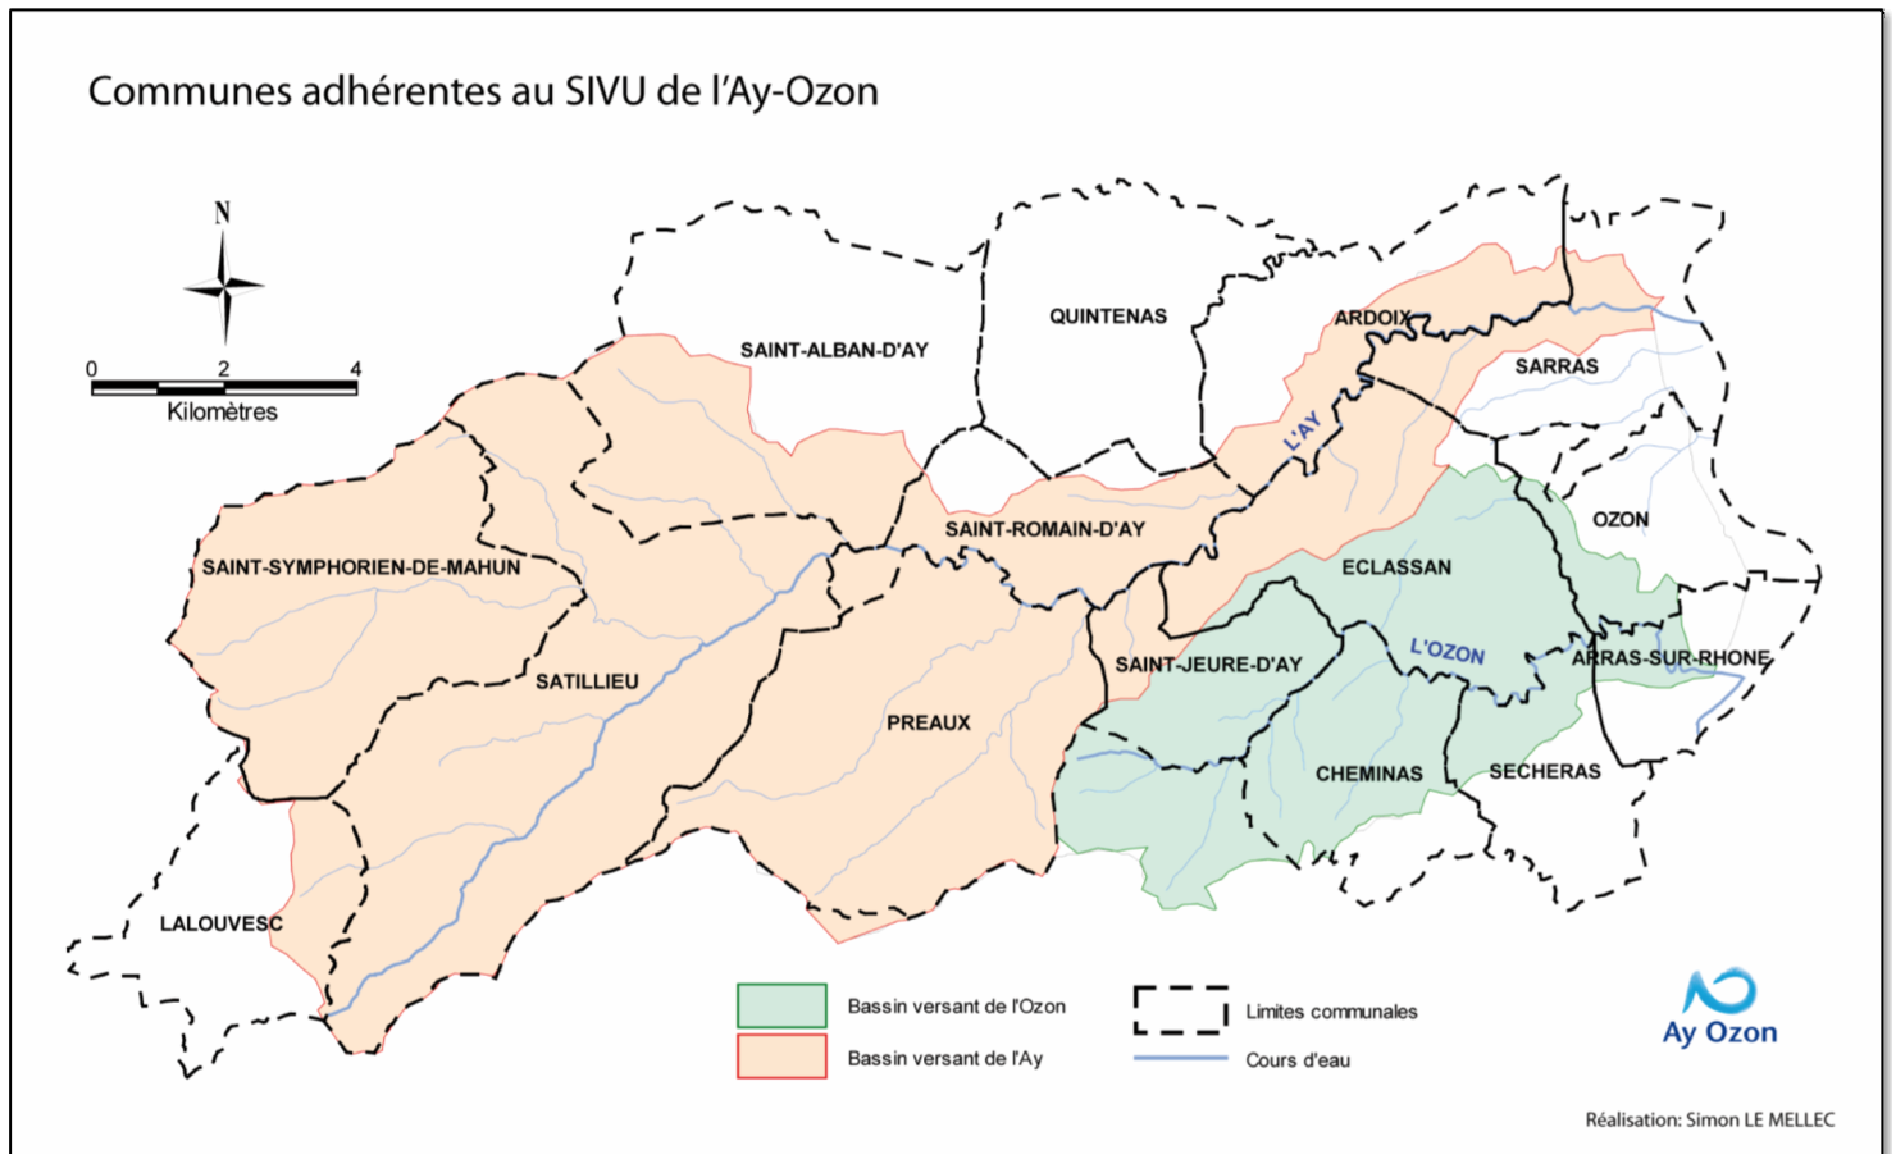 Communes adhérentes au SIVU de l'Ay-Ozon
N
0 2 4
Kilomètres
QUINTENAS
ARDOIX
SAINT-ALBAN-D'AY
SARRAS
L'AY
OZON
SAINT-ROMAIN-D'AY
SAINT-SYMPHORIEN-DE-MAHUN
ECLASSAN
L'OZON
ARRAS-SUR-RHONE
SAINT-JEURE-D'AY
SATILLIEU
PREAUX
CHEMINAS
SECHERAS
LALOUVESC
Bassin versant de l'Ozon
Bassin versant de l'Ay
Limites communales
Cours d'eau
Ay Ozon
Réalisation: Simon LE MELLEC